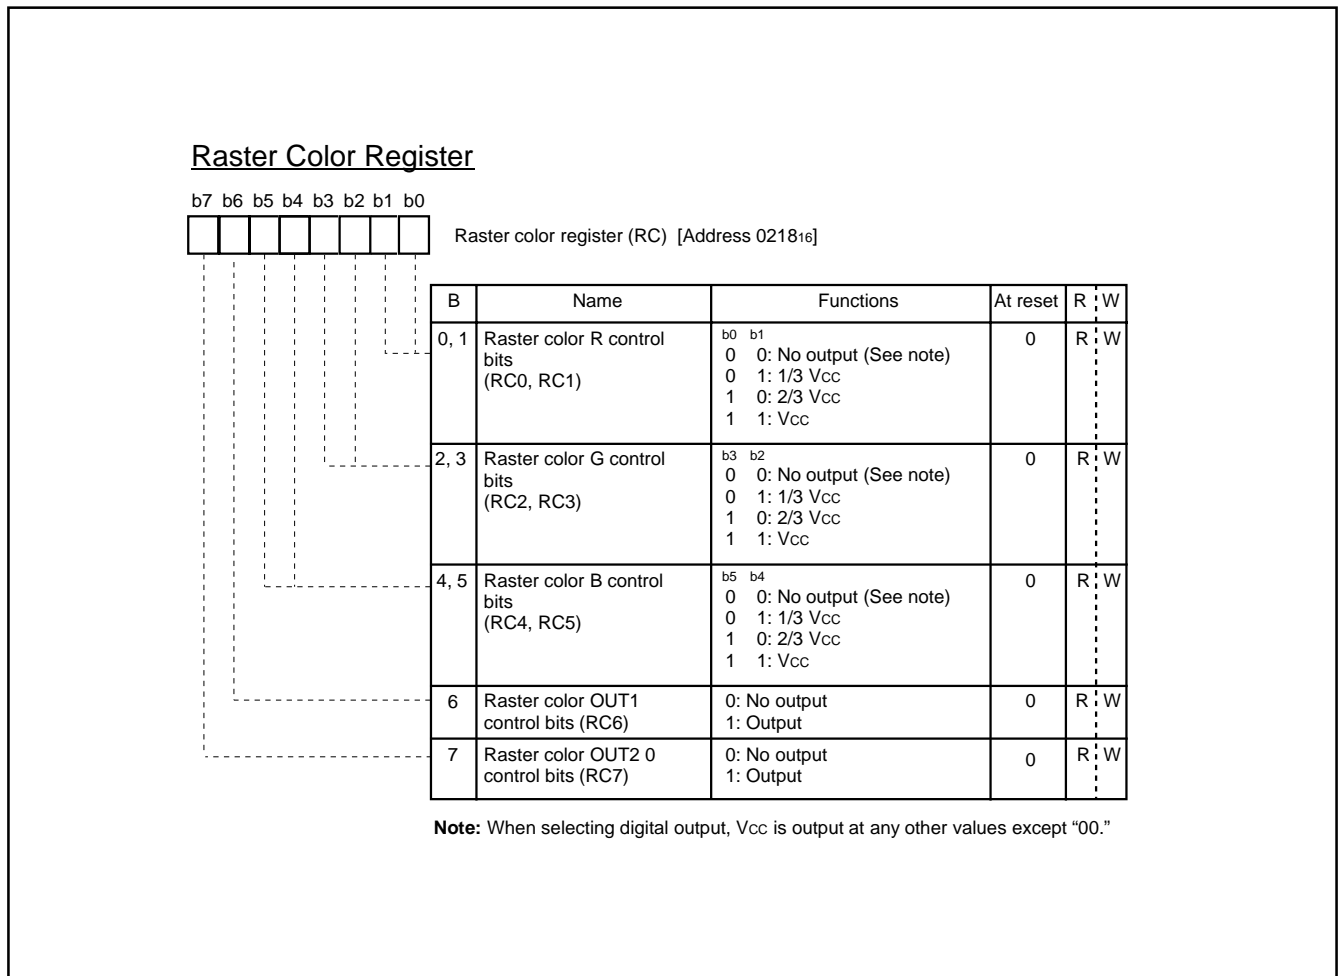 Raster Color Register
b7 b6 b5 b4 b3 b2 b1 b0
Raster color register (RC) [Address 021816]
B Name Functions At reset R W
0, 1 Raster color R control bits (RC0, RC1)
b0 b1
0 0: No output (See note)
0 1: 1/3 VCC
1 0: 2/3 VCC
1 1: VCC
0 R W
2, 3 Raster color G control bits (RC2, RC3)
b3 b2
0 0: No output (See note)
0 1: 1/3 VCC
1 0: 2/3 VCC
1 1: VCC
0 R W
4, 5 Raster color B control bits (RC4, RC5)
b5 b4
0 0: No output (See note)
0 1: 1/3 VCC
1 0: 2/3 VCC
1 1: VCC
0 R W
6 Raster color OUT1 control bits (RC6)
0: No output
1: Output
0 R W
7 Raster color OUT2 0 control bits (RC7)
0: No output
1: Output
0 R W
Note: When selecting digital output, VCC is output at any other values except “00.”